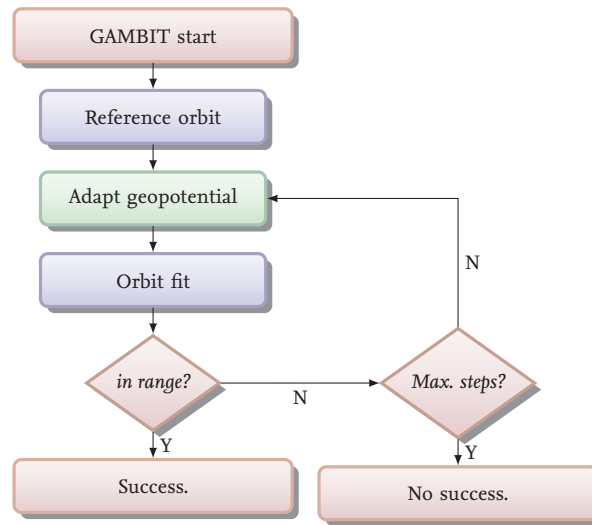 GAMBIT start
Reference orbit
Adapt geopotential
N
Orbit fit
in range?
Max. steps?
N
Y
Y
Success.
No success.